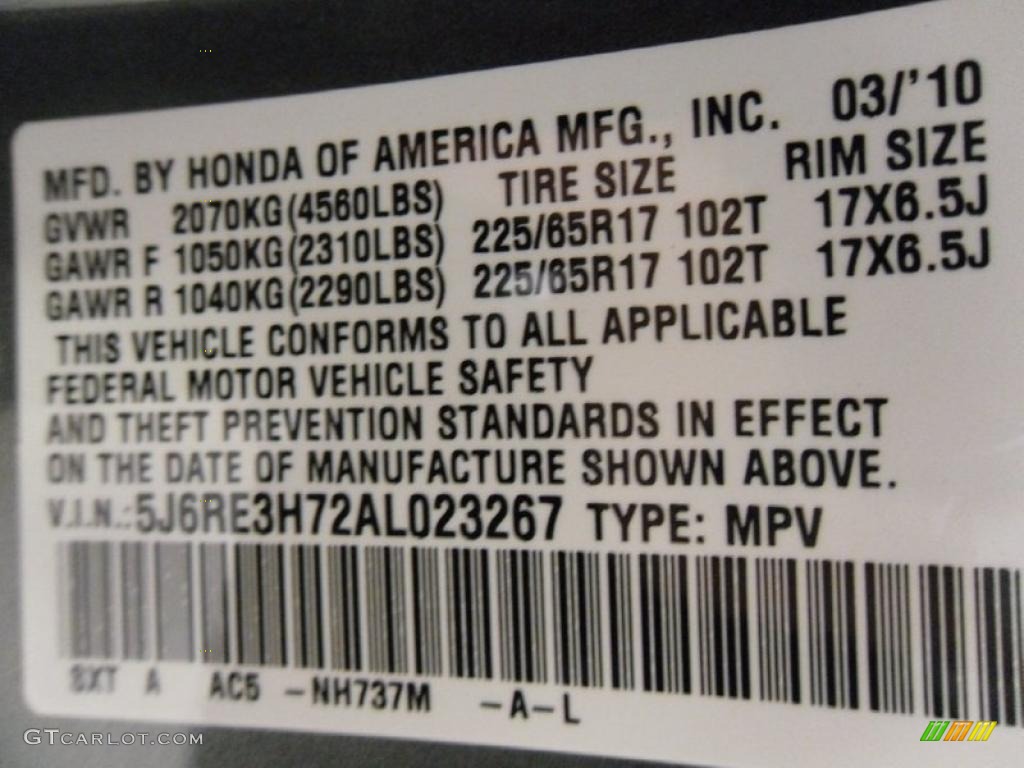 MFD. BY HONDA OF AMERICA MFG., INC. 03/'10
TIRE SIZE RIM SIZE
GVWR 2070KG(4560LBS)
GAWR F 1050KG(2310LBS) 225/65R17 102T 17X6.5J
GAWR R 1040KG(2290LBS) 225/65R17 102T 17X6.5J
THIS VEHICLE CONFORMS TO ALL APPLICABLE
FEDERAL MOTOR VEHICLE SAFETY
AND THEFT PREVENTION STANDARDS IN EFFECT
ON THE DATE OF MANUFACTURE SHOWN ABOVE.
V.I.N.:5J6RE3H72AL023267 TYPE: MPV
SXT A AC5 -NH737M -A-L
GTCARLOT.COM